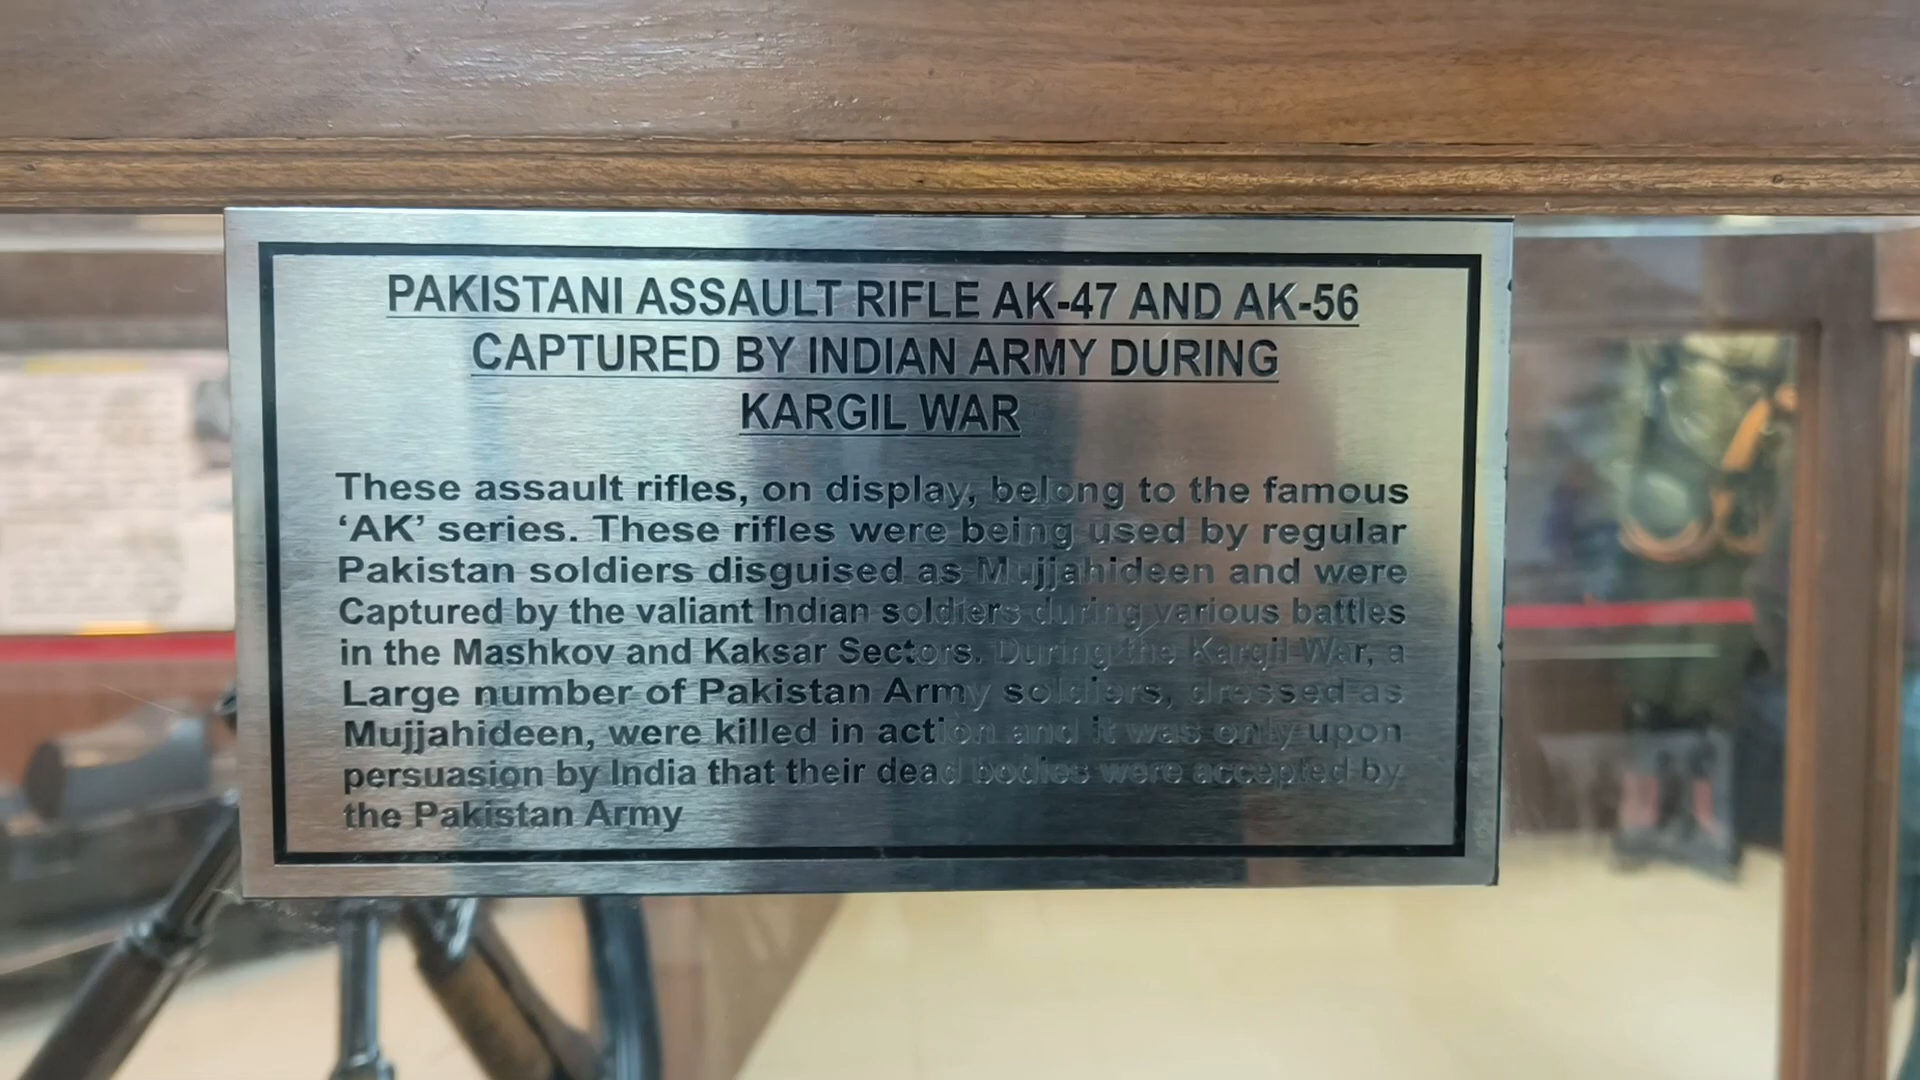 PAKISTANI ASSAULT RIFLE AK-47 AND AK-56
CAPTURED BY INDIAN ARMY DURING
KARGIL WAR
These assault rifles, on display, belong to the famous
‘AK’ series. These rifles were being used by regular
Pakistan soldiers disguised as Mujjahideen and were
Captured by the valiant Indian soldiers during various battles
in the Mashkov and Kaksar Sectors. During the Kargil War, a
Large number of Pakistan Army soldiers, dressed as
Mujjahideen, were killed in action and it was only upon
persuasion by India that their dead bodies were accepted by
the Pakistan Army